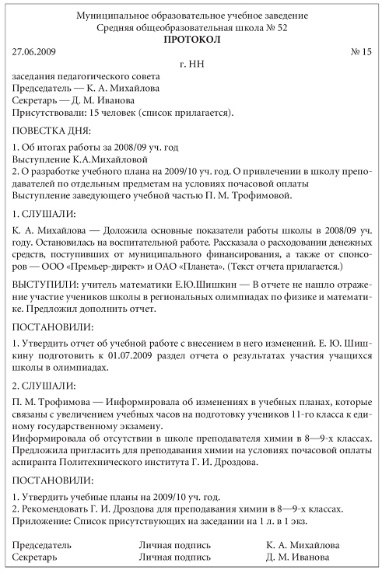 Муниципальное образовательное учебное заведение
Средняя общеобразовательная школа № 52
ПРОТОКОЛ
27.06.2009 № 15
г. НН
заседания педагогического совета
Председатель — К. А. Михайлова
Секретарь — Д. М. Иванова
Присутствовали: 15 человек (список прилагается).
ПОВЕСТКА ДНЯ:
1. Об итогах работы за 2008/09 уч. год
Выступление К.А.Михайловой
2. О разработке учебного плана на 2009/10 уч. год. О привлечении в школу препо-
давателей по отдельным предметам на условиях почасовой оплаты
Выступление заведующего учебной частью П. М. Трофимовой.
1. СЛУШАЛИ:
К. А. Михайлова — Доложила основные показатели работы школы в 2008/09 уч.
году. Остановилась на воспитательной работе. Рассказала о расходовании денежных
средств, поступивших от муниципального финансирования, а также от спонсо-
ров — ООО «Премьер-директ» и ОАО «Планета». (Текст отчета прилагается.)
ВЫСТУПИЛИ: учитель математики Е.Ю.Шишкин — В отчете не нашло отраже-
ние участие учеников школы в региональных олимпиадах по физике и математи-
ке. Предложил дополнить отчет.
ПОСТАНОВИЛИ:
1. Утвердить отчет об учебной работе с внесением в него изменений. Е. Ю. Шиш-
кину подготовить к 01.07.2009 раздел отчета о результатах участия учащихся
школы в олимпиадах.
2. СЛУШАЛИ:
П. М. Трофимова — Информировала об изменениях в учебных планах, которые
связаны с увеличением учебных часов на подготовку учеников 11-го класса к еди-
ному государственному экзамену.
Информировала об отсутствии в школе преподавателя химии в 8—9-х классах.
Предложила пригласить для преподавания химии на условиях почасовой оплаты
аспиранта Политехнического института Г. И. Дроздова.
ПОСТАНОВИЛИ:
1. Утвердить учебные планы на 2009/10 уч. год.
2. Рекомендовать Г. И. Дроздова для преподавания химии в 8—9-х классах.
Приложение: Список присутствующих на заседании на 1 л. в 1 экз.
Председатель Личная подпись К. А. Михайлова
Секретарь Личная подпись Д. М. Иванова